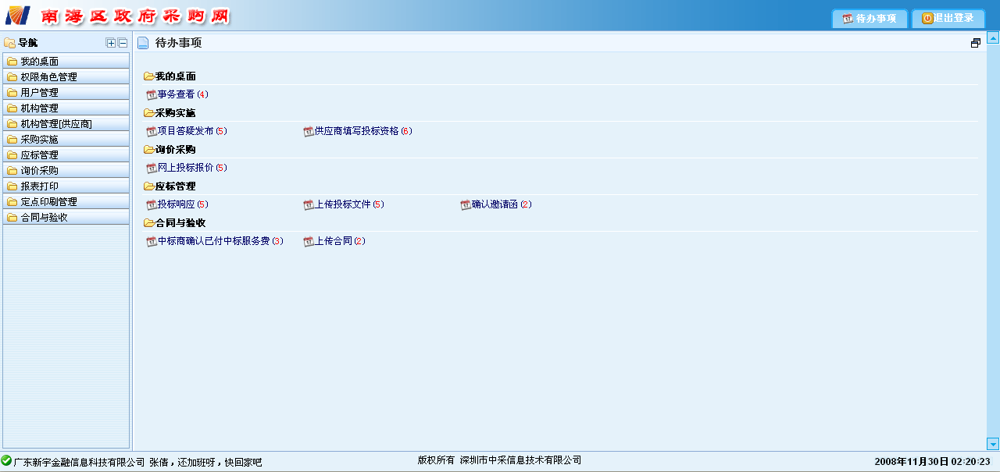 南海区政府采购网
待办事项
退出登录
导航
我的桌面
权限角色管理
用户管理
机构管理
机构管理[供应商]
采购实施
应标管理
询价采购
报表打印
定点印刷管理
合同与验收
待办事项
我的桌面
事务查看 (4)
采购实施
项目答疑发布 (5) 供应商填写投标资格 (6)
询价采购
网上投标报价 (5)
应标管理
投标响应 (5) 上传投标文件 (5) 确认邀请函 (2)
合同与验收
中标商确认已付中标服务费 (3) 上传合同 (2)
广东新宇金融信息科技有限公司 张倩，还加班呀，快回家吧
版权所有 深圳市中采信息技术有限公司
2008年11月30日 02:20:23